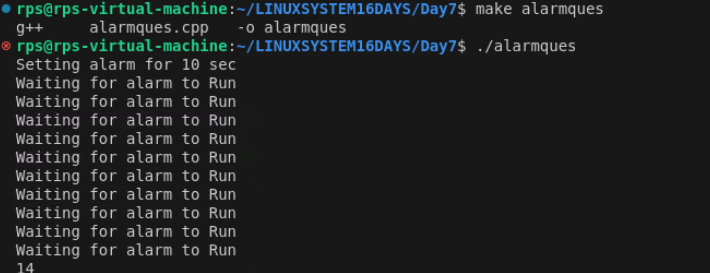 rps@rps-virtual-machine:~/LINUXSYSTEM16DAYS/Day7$ make alarmques
g++     alarmques.cpp   -o alarmques
rps@rps-virtual-machine:~/LINUXSYSTEM16DAYS/Day7$ ./alarmques
Setting alarm for 10 sec
Waiting for alarm to Run
Waiting for alarm to Run
Waiting for alarm to Run
Waiting for alarm to Run
Waiting for alarm to Run
Waiting for alarm to Run
Waiting for alarm to Run
Waiting for alarm to Run
Waiting for alarm to Run
Waiting for alarm to Run
14